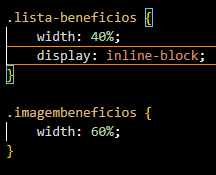 .lista-beneficios {
    width: 40%;
    display: inline-block;
}

.imagembeneficios {
    width: 60%;
}